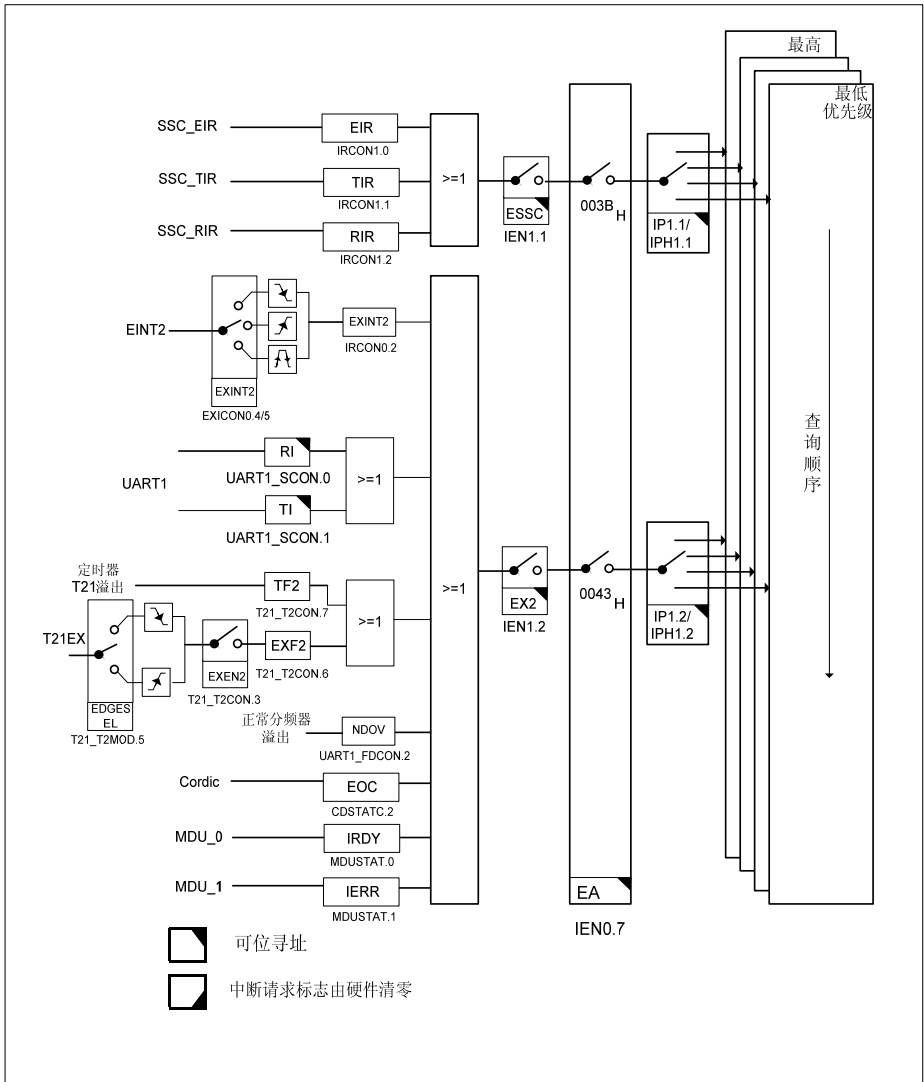 最高
最低
优先级
SSC_EIR
EIR
IRCON1.0
SSC_TIR
TIR
IRCON1.1
SSC_RIR
RIR
IRCON1.2
>=1
ESSC
IEN1.1
003B H
IP1.1/
IPH1.1
EINT2
EXINT2
EXICON0.4/5
EXINT2
IRCON0.2
UART1
RI
UART1_SCON.0
TI
UART1_SCON.1
>=1
定时器
T21溢出
TF2
T21_T2CON.7
T21EX
EDGES
EL
T21_T2MOD.5
EXEN2
T21_T2CON.3
EXF2
T21_T2CON.6
>=1
正常分频器
溢出
NDOV
UART1_FDCON.2
Cordic
EOC
CDSTATC.2
MDU_0
IRDY
MDUSTAT.0
MDU_1
IERR
MDUSTAT.1
>=1
EX2
IEN1.2
0043 H
IP1.2/
IPH1.2
EA
IEN0.7
查询顺序
可位寻址
中断请求标志由硬件清零